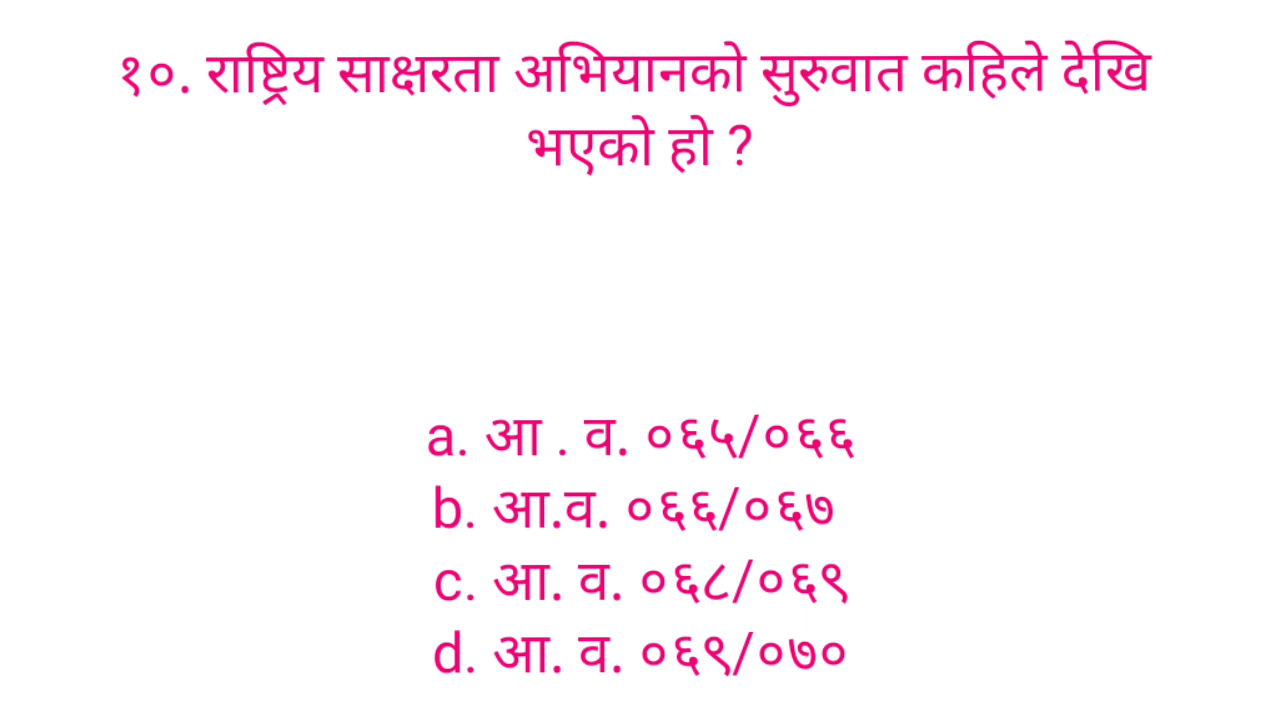 १०. राष्ट्रिय साक्षरता अभियानको सुरुवात कहिले देखि
भएको हो ?
a. आ . व. ०६५/०६६
b. आ.व. ०६६/०६७
c. आ. व. ०६८/०६९
d. आ. व. ०६९/०७०